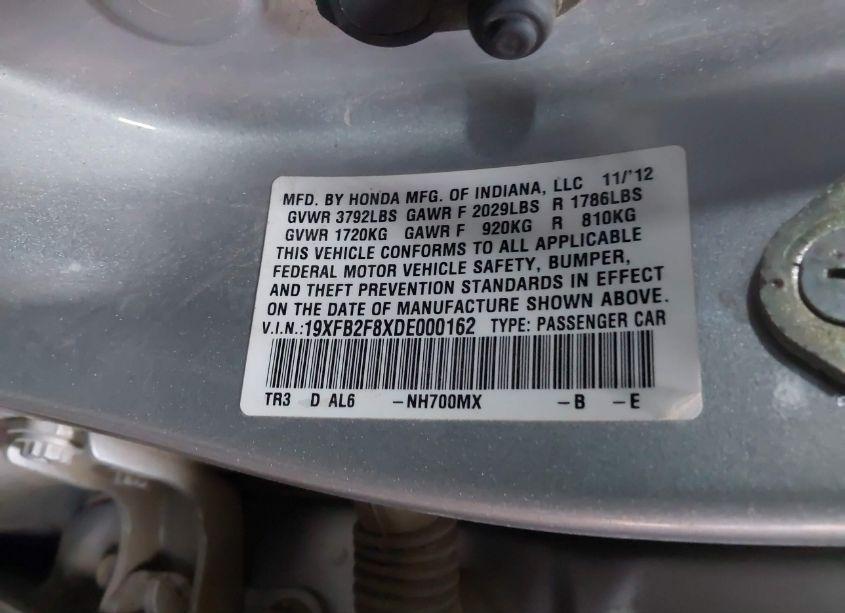 MFD. BY HONDA MFG. OF INDIANA, LLC 11/'12
GVWR 3792LBS GAWR F 2029LBS R 1786LBS
GVWR 1720KG GAWR F 920KG R 810KG
THIS VEHICLE CONFORMS TO ALL APPLICABLE
FEDERAL MOTOR VEHICLE SAFETY, BUMPER,
AND THEFT PREVENTION STANDARDS IN EFFECT
ON THE DATE OF MANUFACTURE SHOWN ABOVE.
V.I.N.:19XFB2F8XDE000162 TYPE: PASSENGER CAR
TR3 D AL6 -NH700MX -B -E